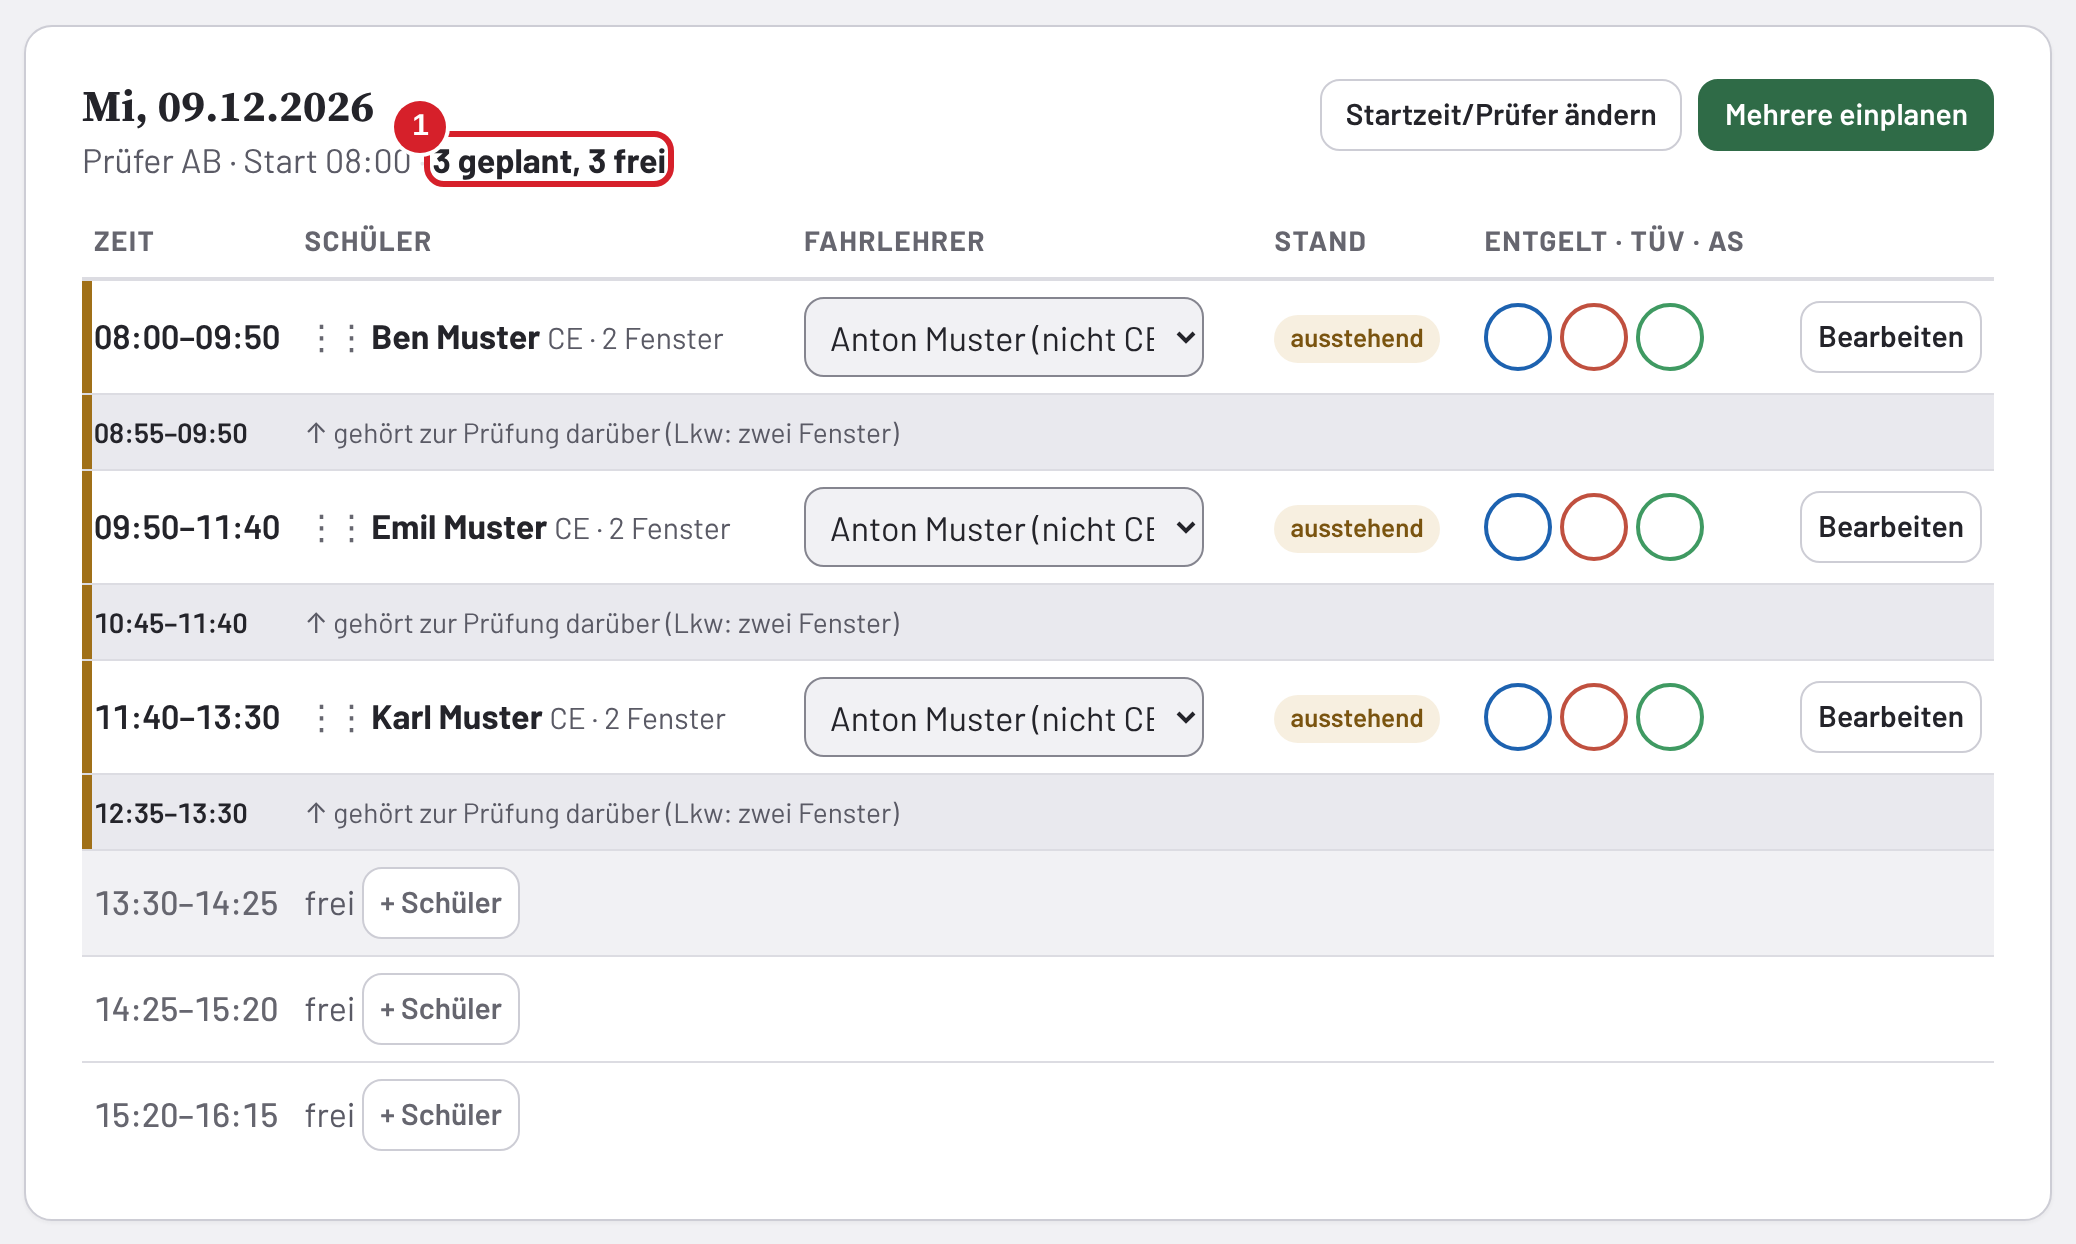 Mi, 09.12.2026
1
Prüfer AB · Start 08:00 3 geplant, 3 frei
Startzeit/Prüfer ändern
Mehrere einplanen
ZEIT SCHÜLER FAHRLEHRER STAND ENTGELT · TÜV · AS
08:00–09:50 Ben Muster CE · 2 Fenster Anton Muster (nicht CE ausstehend Bearbeiten
08:55–09:50 ↑ gehört zur Prüfung darüber (Lkw: zwei Fenster)
09:50–11:40 Emil Muster CE · 2 Fenster Anton Muster (nicht CE ausstehend Bearbeiten
10:45–11:40 ↑ gehört zur Prüfung darüber (Lkw: zwei Fenster)
11:40–13:30 Karl Muster CE · 2 Fenster Anton Muster (nicht CE ausstehend Bearbeiten
12:35–13:30 ↑ gehört zur Prüfung darüber (Lkw: zwei Fenster)
13:30–14:25 frei + Schüler
14:25–15:20 frei + Schüler
15:20–16:15 frei + Schüler